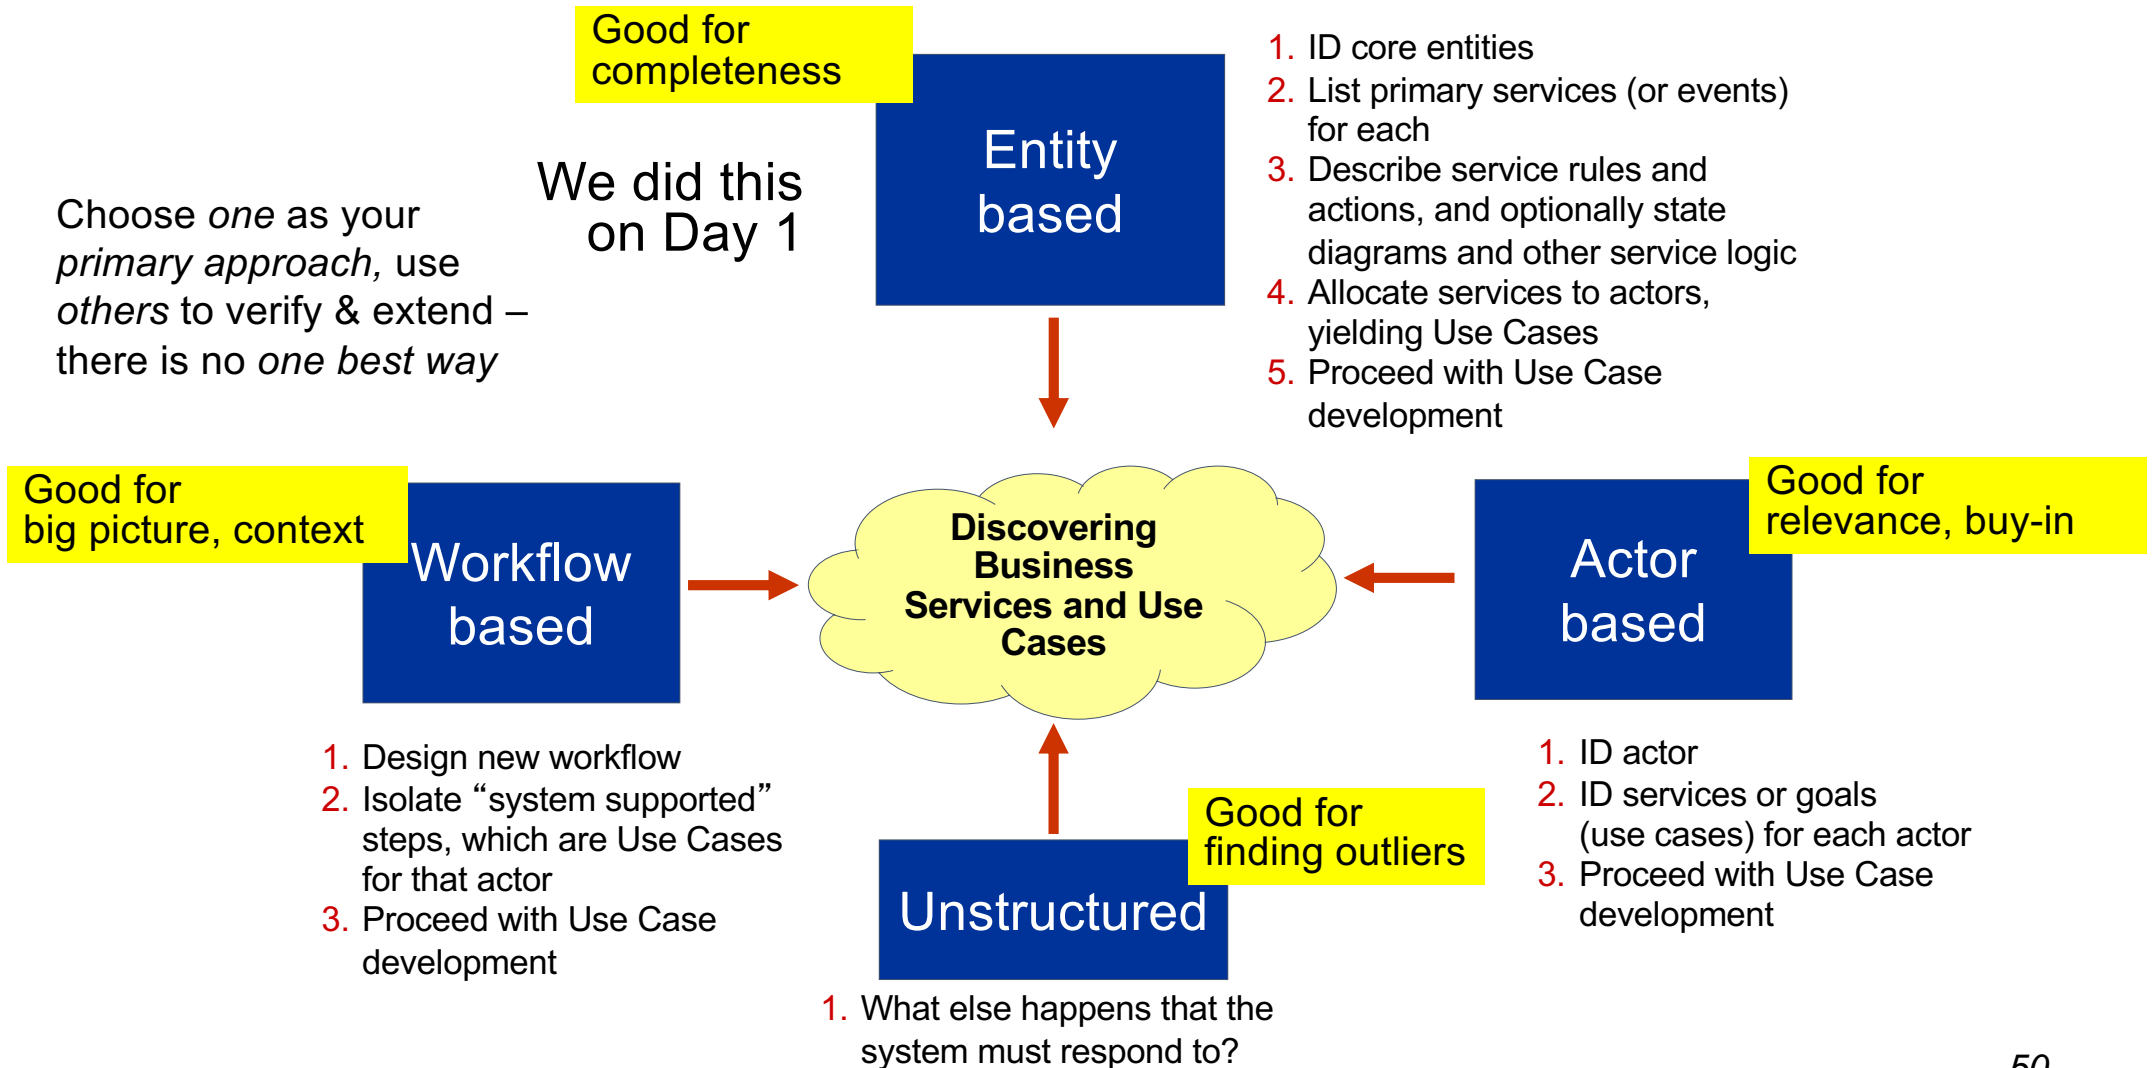 Good for
completeness
Entity
based
1. ID core entities
2. List primary services (or events)
for each
3. Describe service rules and
actions, and optionally state
diagrams and other service logic
4. Allocate services to actors,
yielding Use Cases
5. Proceed with Use Case
development
We did this
on Day 1
Choose one as your
primary approach, use
others to verify & extend –
there is no one best way
Good for
big picture, context
Workflow
based
Discovering
Business
Services and Use
Cases
Good for
relevance, buy-in
Actor
based
1. Design new workflow
2. Isolate “system supported”
steps, which are Use Cases
for that actor
3. Proceed with Use Case
development
Good for
finding outliers
Unstructured
1. What else happens that the
system must respond to?
1. ID actor
2. ID services or goals
(use cases) for each actor
3. Proceed with Use Case
development
50